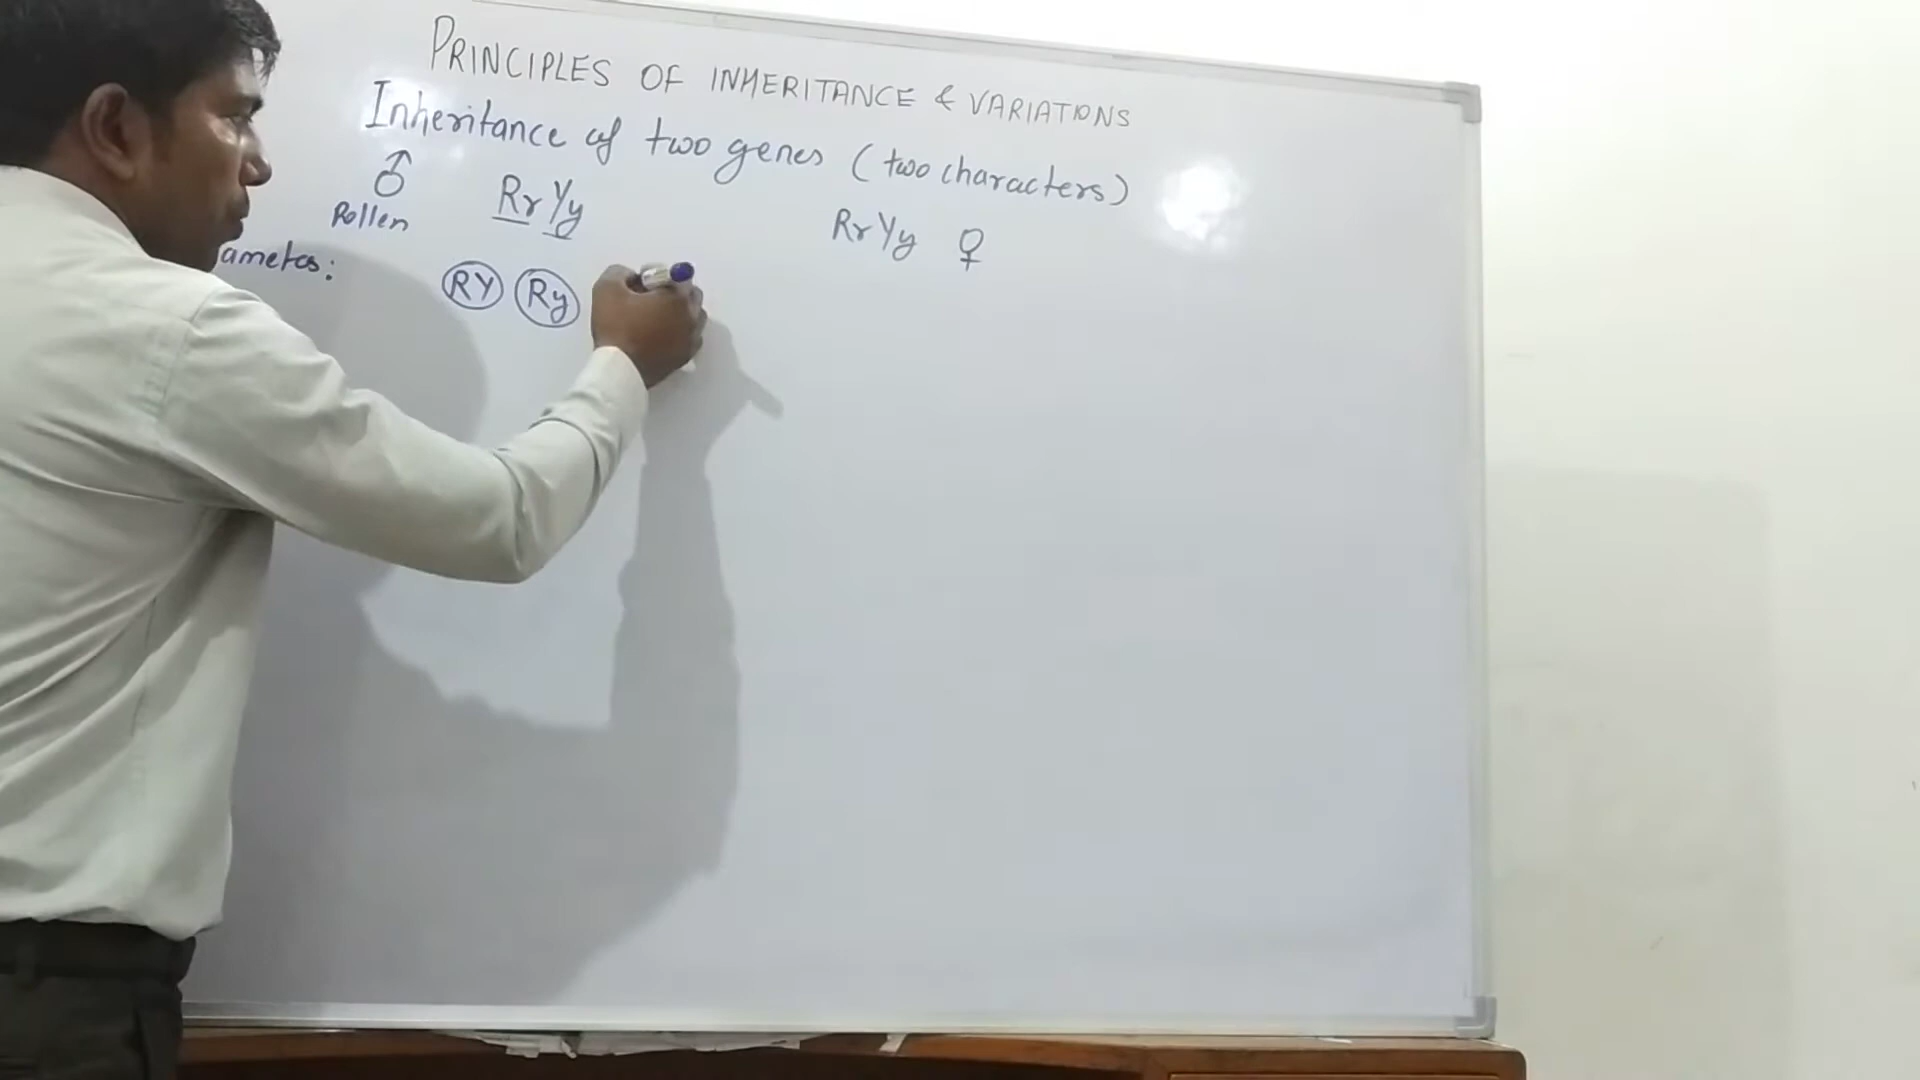 PRINCIPLES OF INHERITANCE & VARIATIONS
Inheritance of two genes (two characters)
♂ RrYy RrYy ♀
Pollen
ametes:
RY Ry